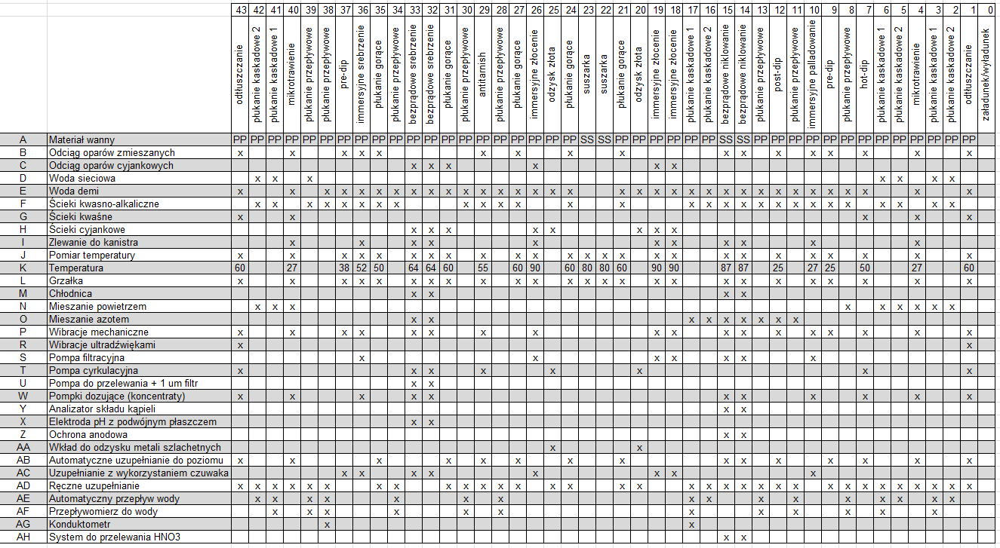 43 42 41 40 39 38 37 36 35 34 33 32 31 30 29 28 27 26 25 24 23 22 21 20 19 18 17 16 15 14 13 12 11 10 9 8 7 6 5 4 3 2 1 0
odtłuszczanie
płukanie kaskadowe 2
płukanie kaskadowe 1
mikrotrawienie
płukanie przepływowe
płukanie przepływowe
pre-dip
immersyjne srebrzenie
płukanie gorące
płukanie przepływowe
bezprądowe srebrzenie
bezprądowe srebrzenie
płukanie gorące
płukanie przepływowe
antitarnish
płukanie przepływowe
płukanie gorące
immersyjne złocenie
odzysk złota
płukanie gorące
suszarka
suszarka
płukanie gorące
odzysk złota
immersyjne złocenie
immersyjne złocenie
płukanie kaskadowe 1
płukanie kaskadowe 2
bezprądowe niklowanie
bezprądowe niklowanie
płukanie przepływowe
post-dip
płukanie przepływowe
immersyjne palladowanie
pre-dip
płukanie przepływowe
hot-dip
płukanie kaskadowe 1
płukanie kaskadowe 2
mikrotrawienie
płukanie kaskadowe 1
płukanie kaskadowe 2
odtłuszczanie
załadunek/wyładunek
A Materiał wanny PP PP PP PP PP PP PP PP PP PP PP PP PP PP PP PP PP PP PP PP SS SS PP PP PP PP PP PP SS SS PP PP PP PP PP PP PP PP PP PP PP PP PP
B Odciąg oparów zmieszanych x x x x x x x x x x x x x x x x x
C Odciąg oparów cyjankowych x x x x x x
D Woda sieciowa x x x x x x x
E Woda demi x x x x x x x x x x x x x x x x x x x x x x x x x x x x x x x x x x
F Ścieki kwasno-alkaliczne x x x x x x x x x x x x x x x x x x x x x x x x x x x x
G Ścieki kwaśne x x x x x
H Ścieki cyjankowe x x x x x x x x
I Zlewanie do kanistra x x x x x x x x x x x
J Pomiar temperatury x x x x x x x x x x x x x x x x x x x x x x x x x
K Temperatura 60 27 38 52 50 64 64 60 55 60 90 60 80 80 60 90 90 87 87 25 27 25 50 27 60
L Grzałka x x x x x x x x x x x x x x x x x x x x x x x x x
M Chłodnica x x x x
N Mieszanie powietrzem x x x x x x x x x
O Mieszanie azotem x x x x x x x x x
P Wibracje mechaniczne x x x x x x x x x x x x x x x x x x
R Wibracje ultradźwiękami x x
S Pompa filtracyjna x x x x x x x
T Pompa cyrkulacyjna x x x x x x x x
U Pompa do przelewania + 1 um filtr x x
W Pompki dozujące (koncentraty) x x x x x x x x x x x
Y Analizator składu kąpieli x x
X Elektroda pH z podwójnym płaszczem x x
Z Ochrona anodowa x x
AA Wkład do odzysku metali szlachetnych x x
AB Automatyczne uzupełnianie do poziomu x x x x x x x x x x x x x x x
AC Uzupełnianie z wykorzystaniem czuwaka x x x x x x x x
AD Ręczne uzupełnianie x x x x x x x x x x x x x x x x x x x x x x x x x x x x x x x x x
AE Automatyczny przepływ wody x x x x x x x x x x x x x x x x
AF Przepływomierz do wody x x x x x x x x x x x x
AG Konduktometr x x
AH System do przelewania HNO3 x x